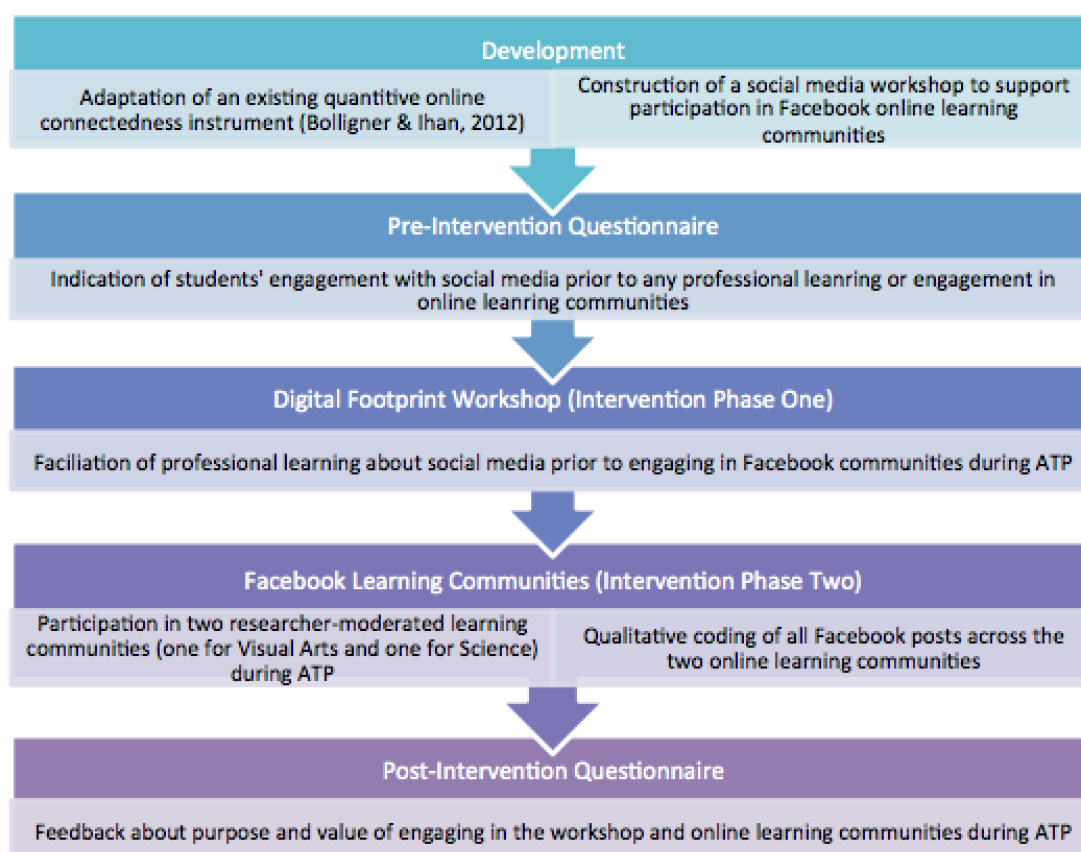 Development
Adaptation of an existing quantitive online
connectedness instrument (Bolligner & Ihan, 2012)
Construction of a social media workshop to support
participation in Facebook online learning
communities
Pre-Intervention Questionnaire
Indication of students' engagement with social media prior to any professional leanring or engagement in
online leanring communities
Digital Footprint Workshop (Intervention Phase One)
Faciliation of professional learning about social media prior to engaging in Facebook communities during ATP
Facebook Learning Communities (Intervention Phase Two)
Participation in two researcher-moderated learning
communities (one for Visual Arts and one for Science)
during ATP
Qualitative coding of all Facebook posts across the
two online learning communities
Post-Intervention Questionnaire
Feedback about purpose and value of engaging in the workshop and online learning communities during ATP